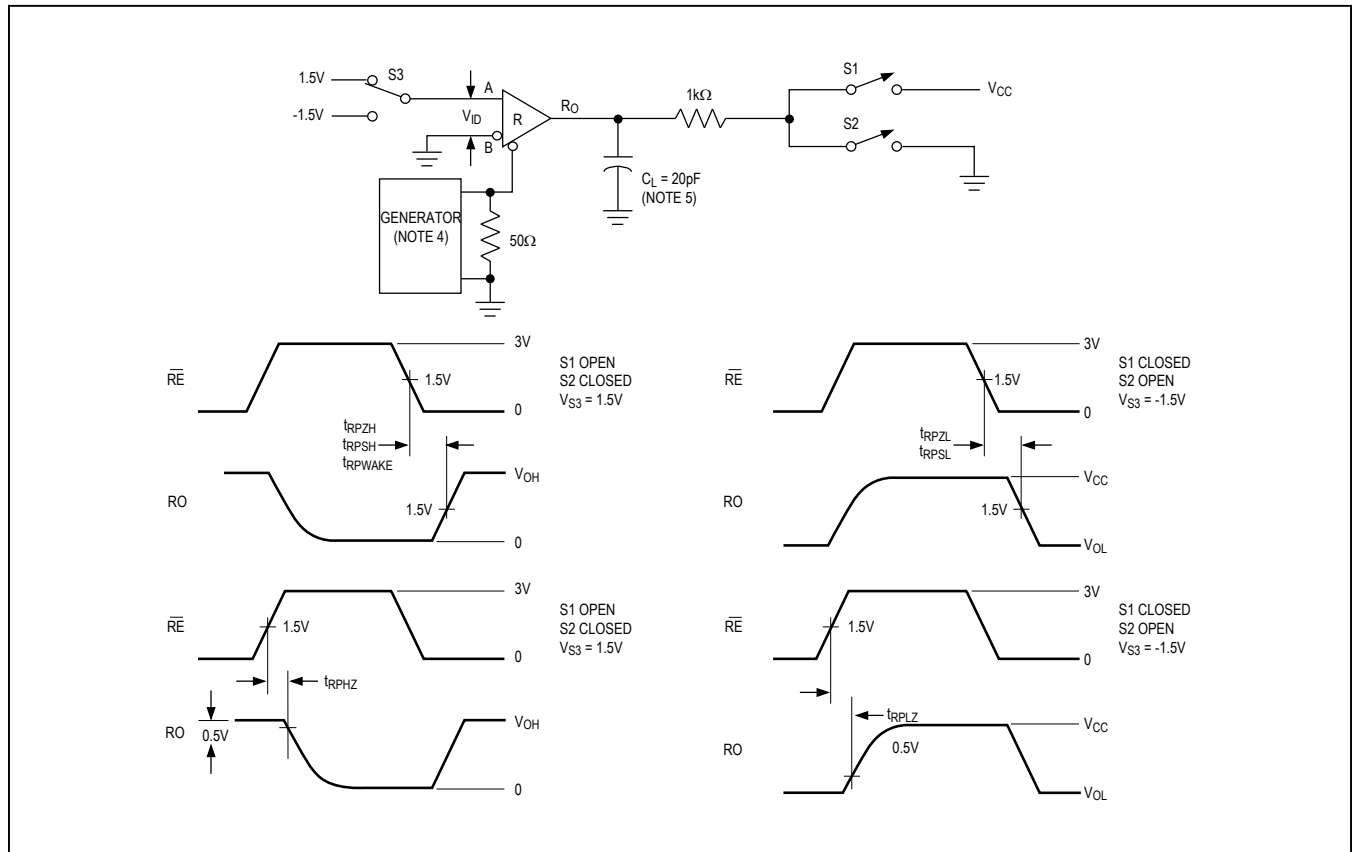 1.5V
S3
-1.5V
VID
A
B
R
RO
1kΩ
S1
S2
VCC
CL = 20pF
(NOTE 5)
GENERATOR
(NOTE 4)
50Ω
RE
3V
1.5V
0
S1 OPEN
S2 CLOSED
VS3 = 1.5V
tRPZH
tRPSH
tRPWAKE
RO
VOH
1.5V
0
RE
3V
1.5V
0
S1 CLOSED
S2 OPEN
VS3 = -1.5V
tRPZL
tRPSL
RO
VCC
1.5V
VOL
RE
3V
1.5V
0
S1 OPEN
S2 CLOSED
VS3 = 1.5V
tRPHZ
RO
0.5V
VOH
0
RE
3V
1.5V
0
S1 CLOSED
S2 OPEN
VS3 = -1.5V
tRPLZ
RO
0.5V
VCC
VOL